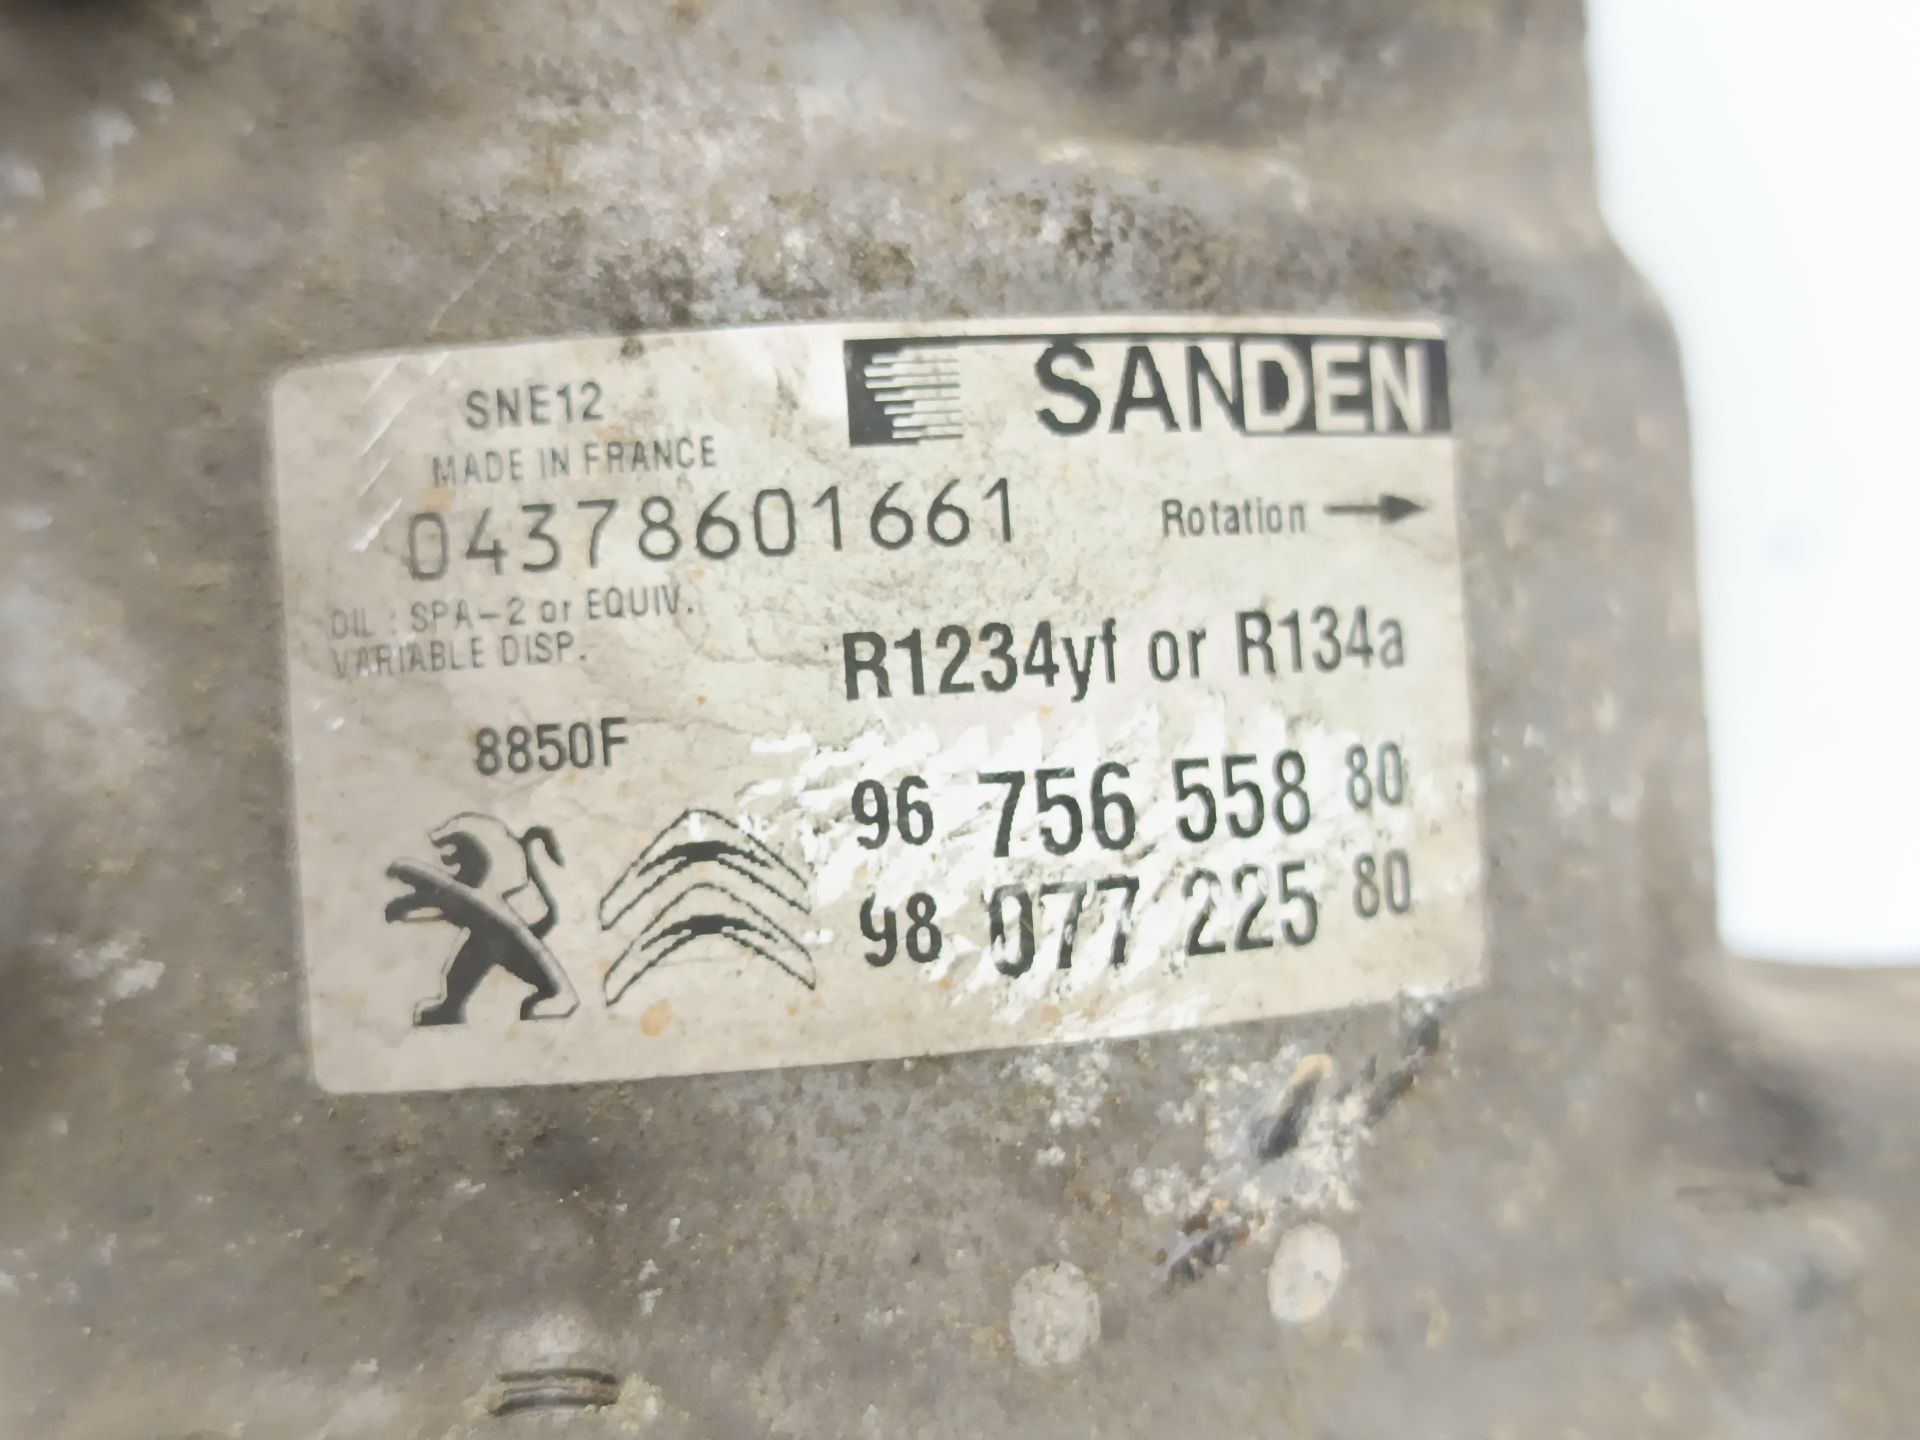 SNE12
SANDEN
MADE IN FRANCE
04378601661
Rotation
OIL : SPA-2 or EQUIV.
VARIABLE DISP.
R1234yf or R134a
8850F
96 756 558 80
98 077 225 80